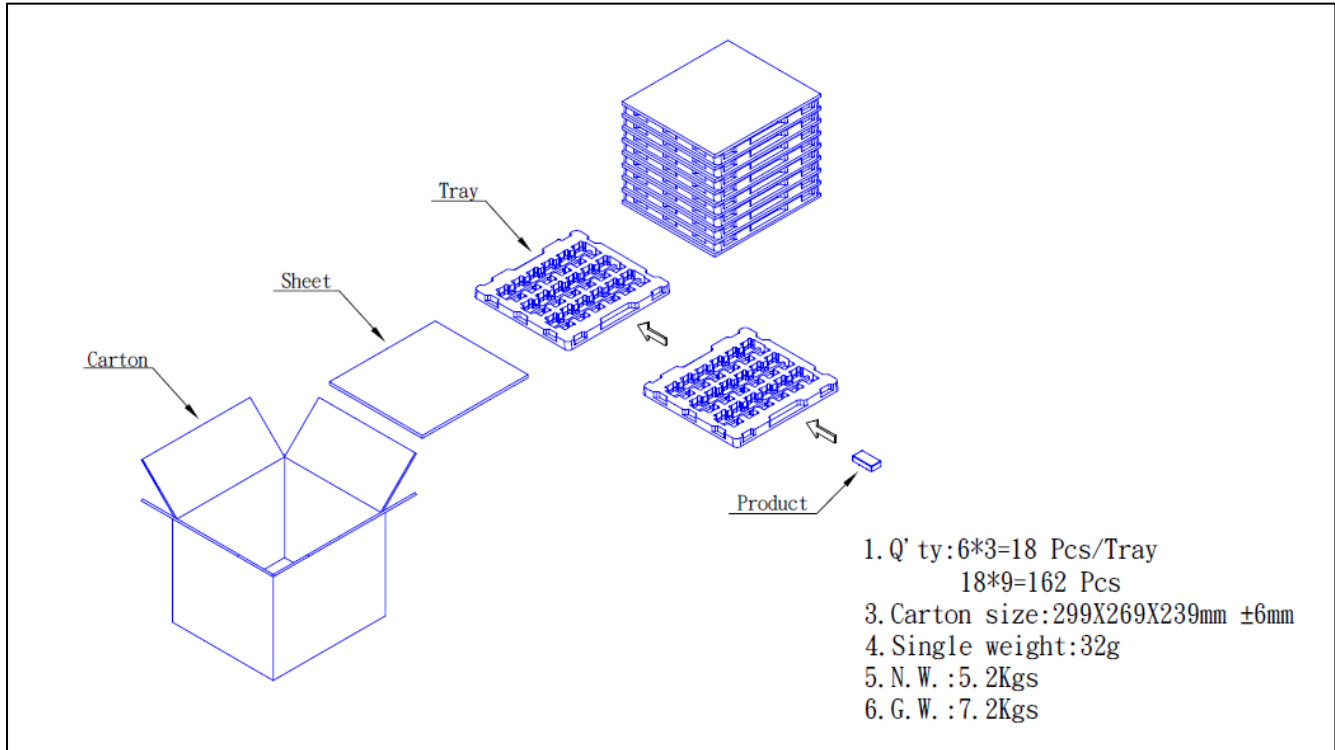 Tray
Sheet
Carton
Product
1.Q'ty:6*3=18 Pcs/Tray
18*9=162 Pcs
3.Carton size:299X269X239mm ±6mm
4.Single weight:32g
5.N.W.:5.2Kgs
6.G.W.:7.2Kgs